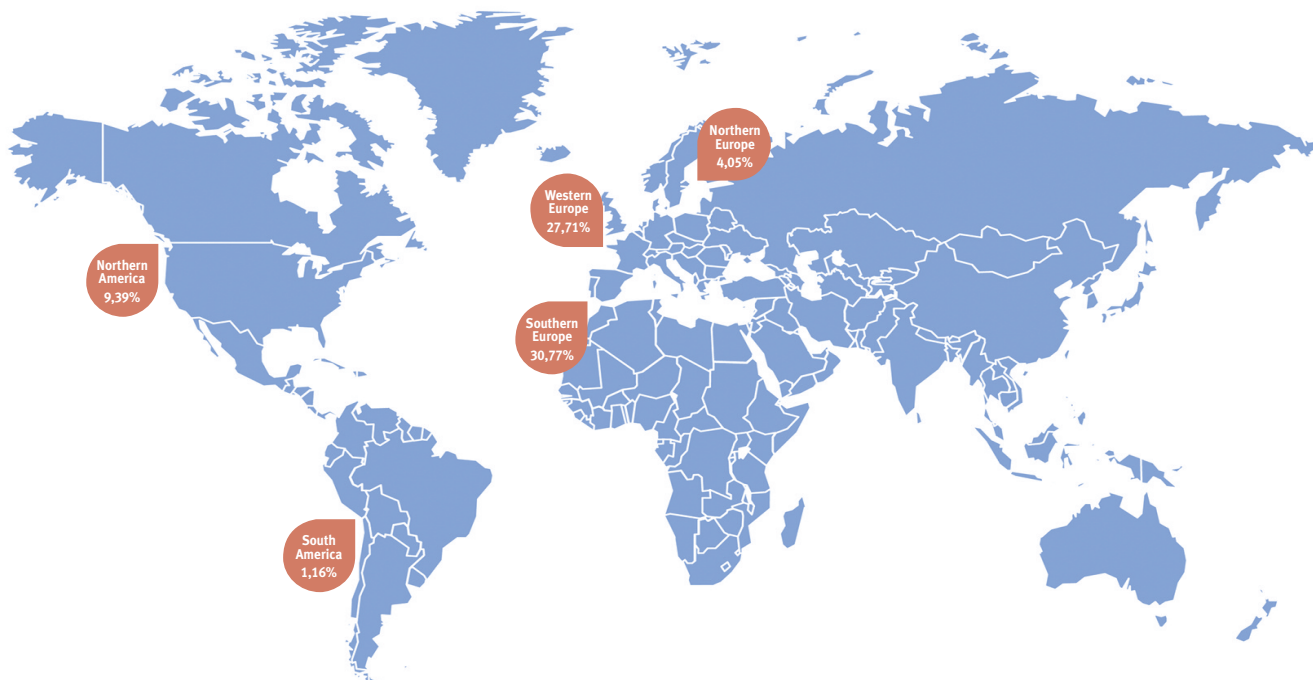 Northern
Europe
4,05%
Western
Europe
27,71%
Northern
America
9,39%
Southern
Europe
30,77%
South
America
1,16%